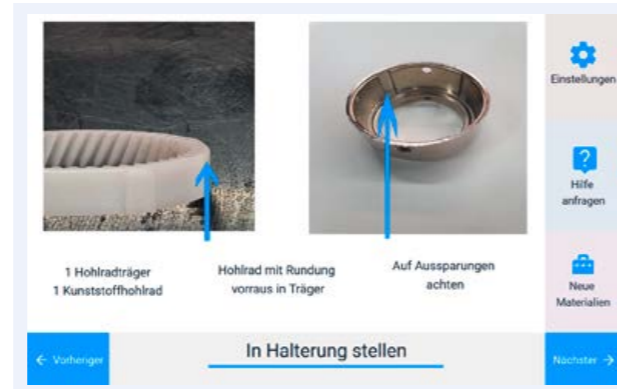 Einstellungen
Hilfe
anfragen
1 Hohlradträger
1 Kunststoffhohlrad
Hohlrad mit Rundung
vorraus in Träger
Auf Aussparungen
achten
Neue
Materialien
← Vorheriger
In Halterung stellen
Nächster →